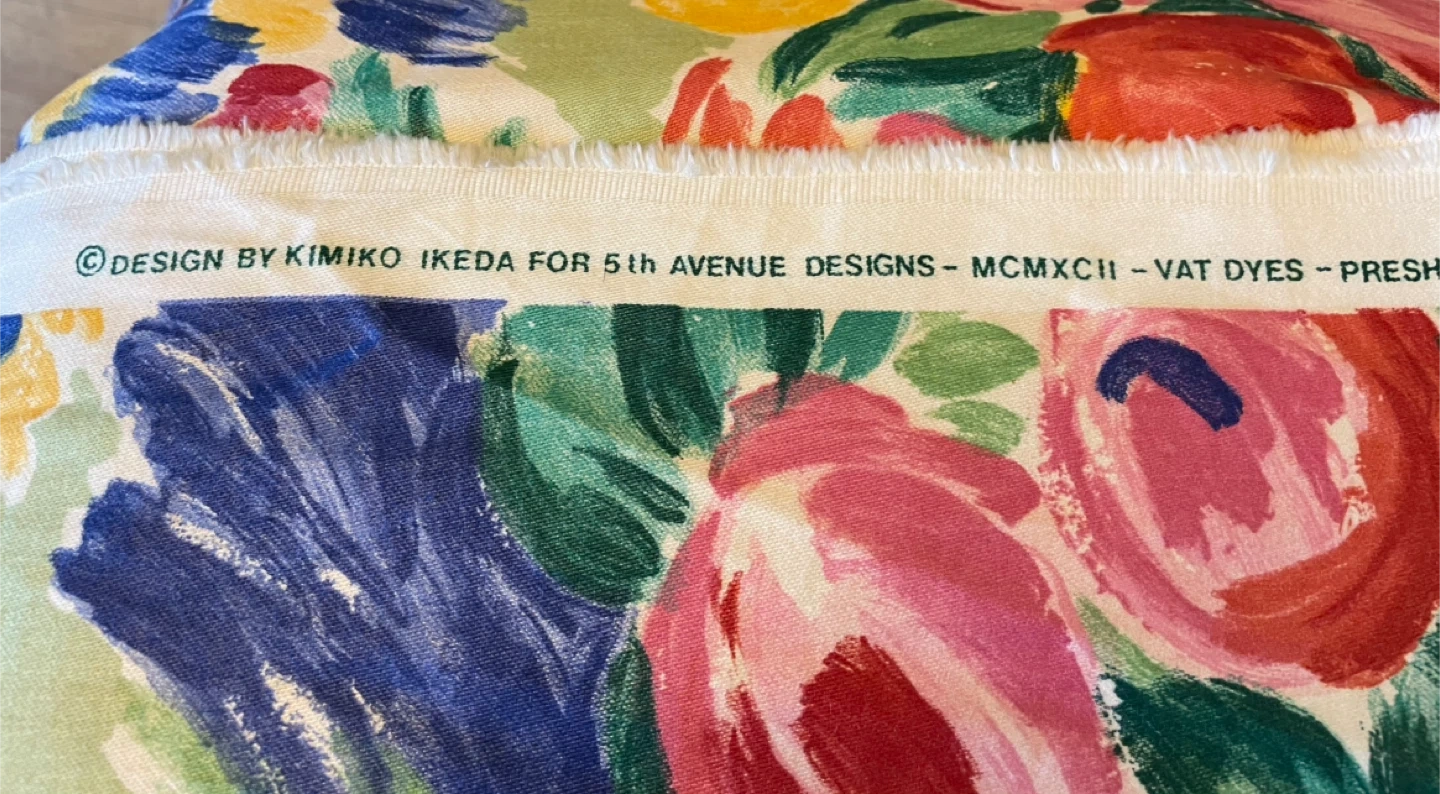 ©DESIGN BY KIMIKO IKEDA FOR 5th AVENUE DESIGNS - MCMXCII - VAT DYES - PRESH